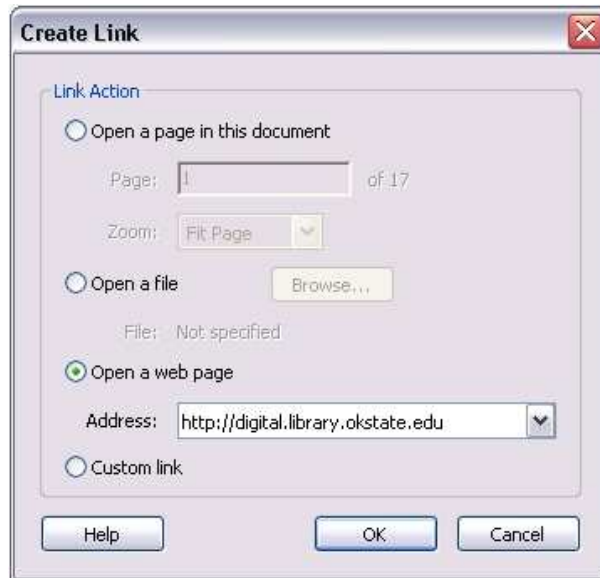 Create Link
Link Action
Open a page in this document
Page: 1 of 17
Zoom: Fit Page
Open a file Browse...
File: Not specified
Open a web page
Address: http://digital.library.okstate.edu
Custom link
Help OK Cancel